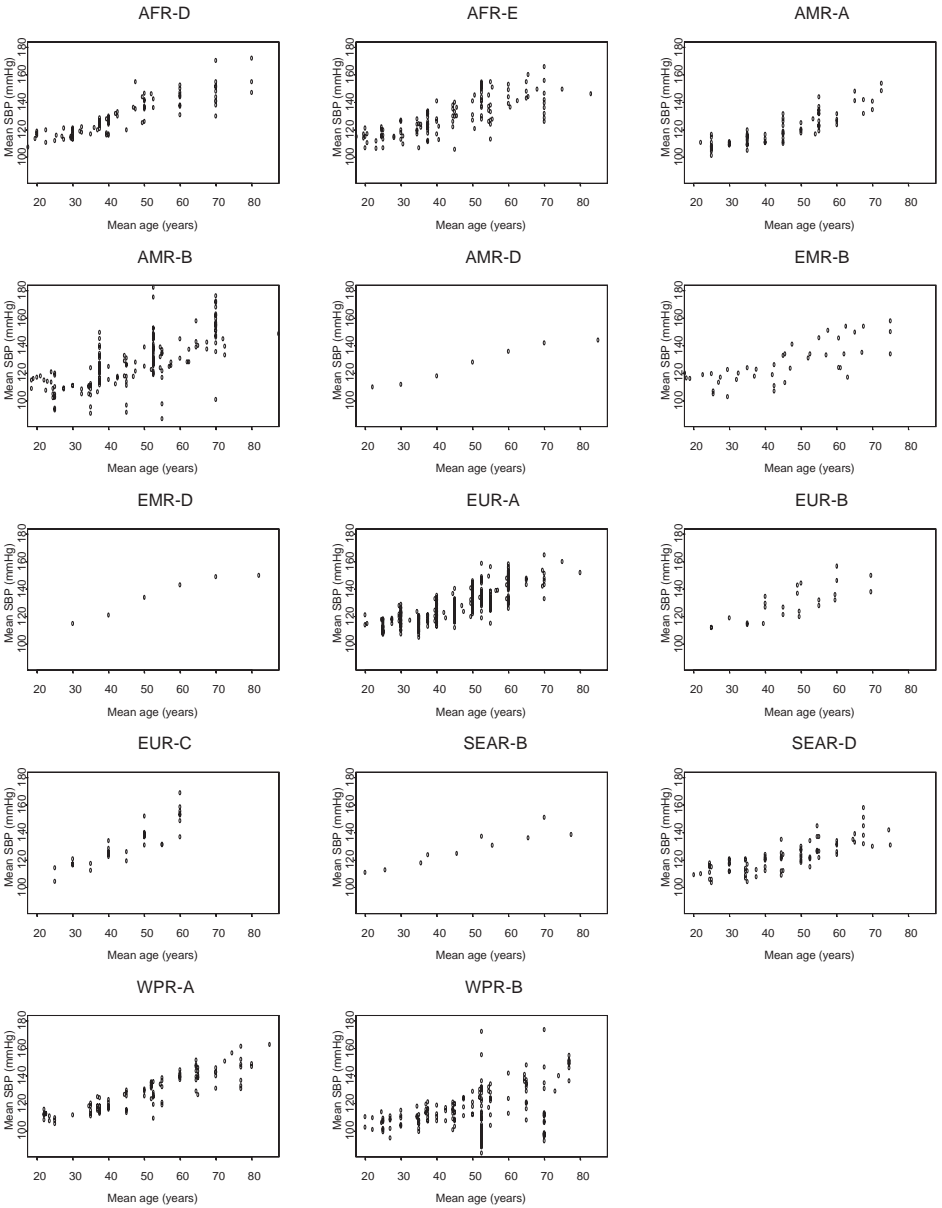 AFR-D
AFR-E
AMR-A
Mean SBP (mmHg)
100 120 140 160 180
20 30 40 50 60 70 80
Mean age (years)
Mean SBP (mmHg)
100 120 140 160 180
20 30 40 50 60 70 80
Mean age (years)
Mean SBP (mmHg)
100 120 140 160 180
20 30 40 50 60 70 80
Mean age (years)
AMR-B
AMR-D
EMR-B
Mean SBP (mmHg)
100 120 140 160 180
20 30 40 50 60 70 80
Mean age (years)
Mean SBP (mmHg)
100 120 140 160 180
20 30 40 50 60 70 80
Mean age (years)
Mean SBP (mmHg)
100 120 140 160 180
20 30 40 50 60 70 80
Mean age (years)
EMR-D
EUR-A
EUR-B
Mean SBP (mmHg)
100 120 140 160 180
20 30 40 50 60 70 80
Mean age (years)
Mean SBP (mmHg)
100 120 140 160 180
20 30 40 50 60 70 80
Mean age (years)
Mean SBP (mmHg)
100 120 140 160 180
20 30 40 50 60 70 80
Mean age (years)
EUR-C
SEAR-B
SEAR-D
Mean SBP (mmHg)
100 120 140 160 180
20 30 40 50 60 70 80
Mean age (years)
Mean SBP (mmHg)
100 120 140 160 180
20 30 40 50 60 70 80
Mean age (years)
Mean SBP (mmHg)
100 120 140 160 180
20 30 40 50 60 70 80
Mean age (years)
WPR-A
WPR-B
Mean SBP (mmHg)
100 120 140 160 180
20 30 40 50 60 70 80
Mean age (years)
Mean SBP (mmHg)
100 120 140 160 180
20 30 40 50 60 70 80
Mean age (years)